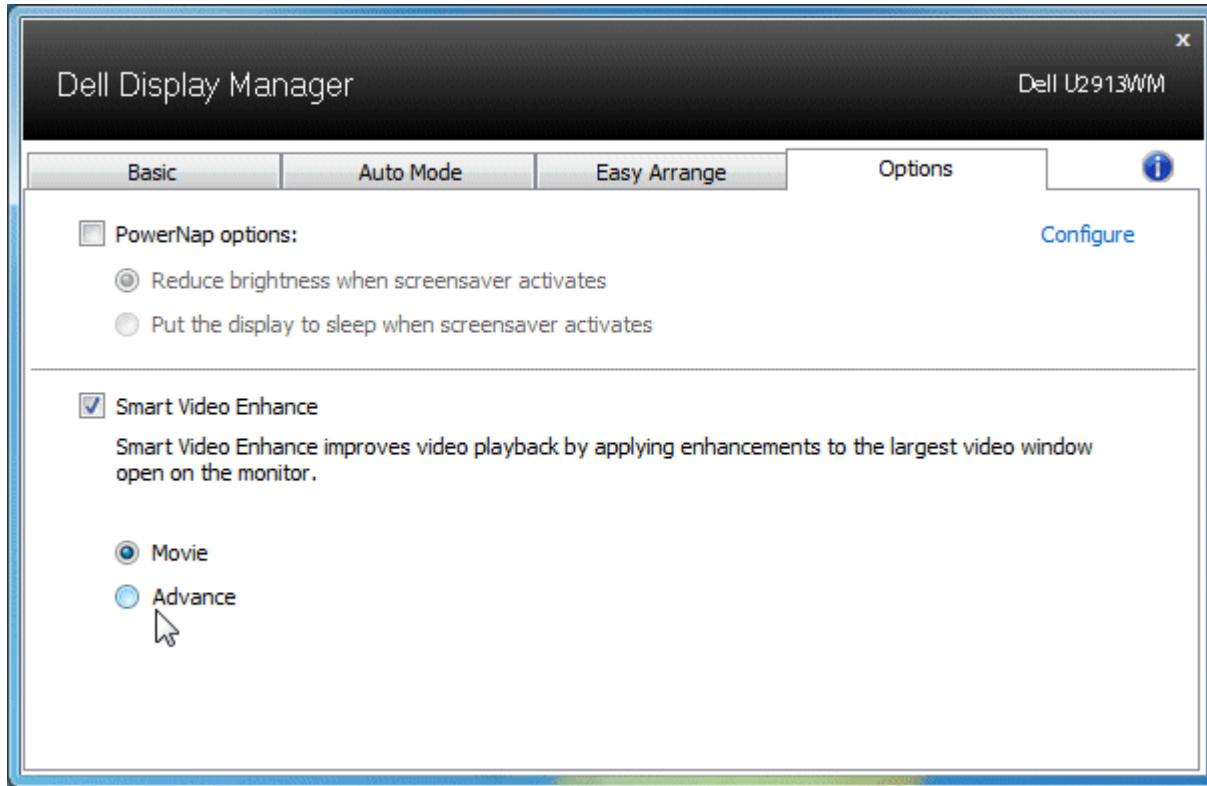 x
Dell Display Manager
Dell U2913WM
Basic
Auto Mode
Easy Arrange
Options
i
PowerNap options:
Configure
Reduce brightness when screensaver activates
Put the display to sleep when screensaver activates
Smart Video Enhance
Smart Video Enhance improves video playback by applying enhancements to the largest video window
open on the monitor.
Movie
Advance